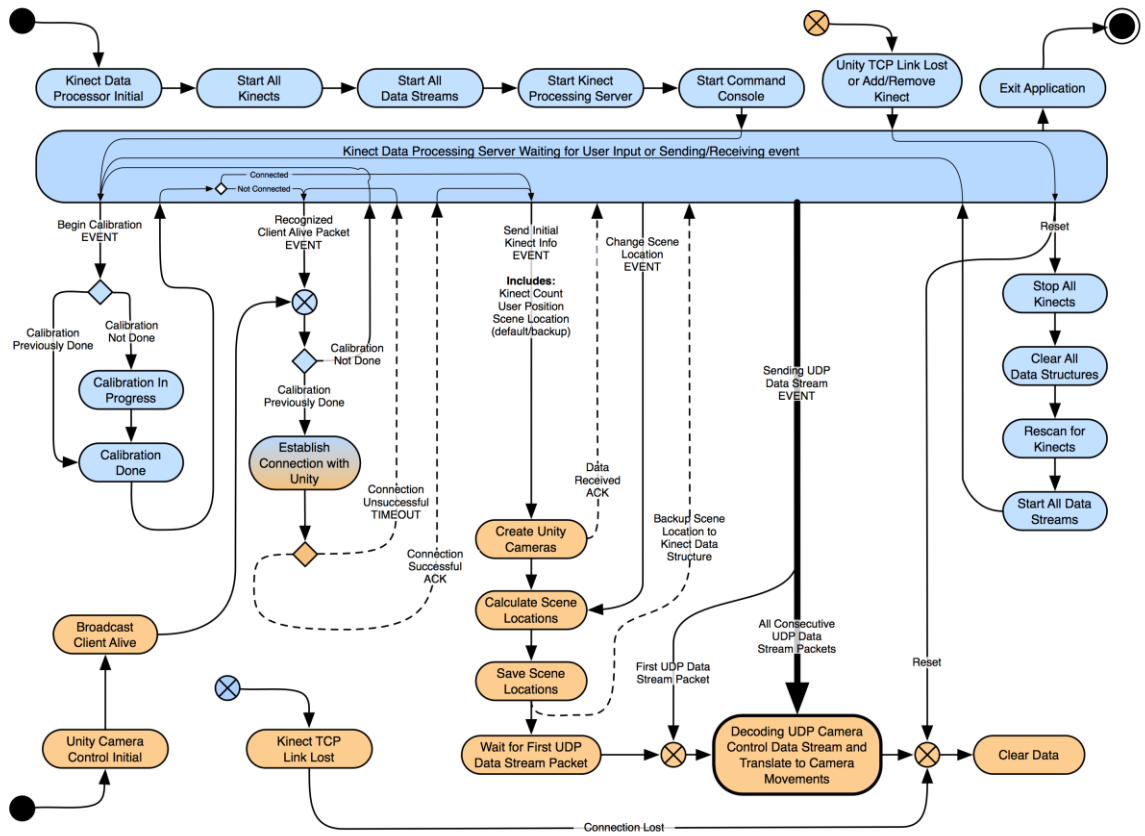 Kinect Data
Processor Initial
Start All
Kinects
Start All
Data Streams
Start Kinect
Processing Server
Start Command
Console
Unity TCP Link Lost
or Add/Remove
Kinect
Exit Application
Kinect Data Processing Server Waiting for User Input or Sending/Receiving event
Connected
Not Connected
Begin Calibration
EVENT
Recognized
Client Alive Packet
EVENT
Send Initial
Kinect Info
EVENT
Includes:
Kinect Count
User Position
Scene Location
(default/backup)
Change Scene
Location
EVENT
Reset
Stop All
Kinects
Calibration
Previously Done
Calibration
Not Done
Calibration
Not Done
Calibration In
Progress
Calibration
Done
Calibration
Previously Done
Establish
Connection with
Unity
Sending UDP
Data Stream
EVENT
Clear All
Data Structures
Rescan for
Kinects
Start All Data
Streams
Connection
Unsuccessful
TIMEOUT
Data
Received
ACK
Connection
Successful
ACK
Backup Scene
Location to
Kinect Data
Structure
Create Unity
Cameras
Calculate Scene
Locations
Save Scene
Locations
Wait for First UDP
Data Stream Packet
Broadcast
Client Alive
Unity Camera
Control Initial
Kinect TCP
Link Lost
First UDP Data
Stream Packet
All Consecutive
UDP Data
Stream Packets
Reset
Decoding UDP Camera
Control Data Stream and
Translate to Camera
Movements
Clear Data
Connection Lost